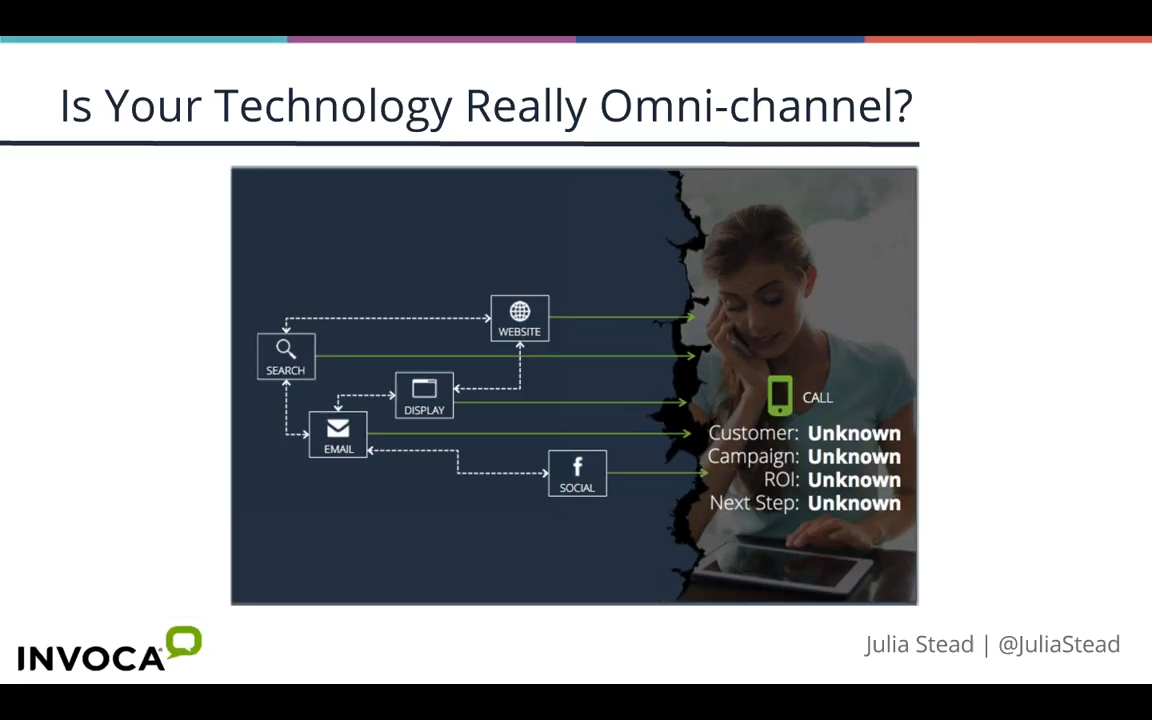 Is Your Technology Really Omni-channel?
WEBSITE
SEARCH
DISPLAY
EMAIL
SOCIAL
CALL
Customer: Unknown
Campaign: Unknown
ROI: Unknown
Next Step: Unknown
INVOCA
Julia Stead | @JuliaStead